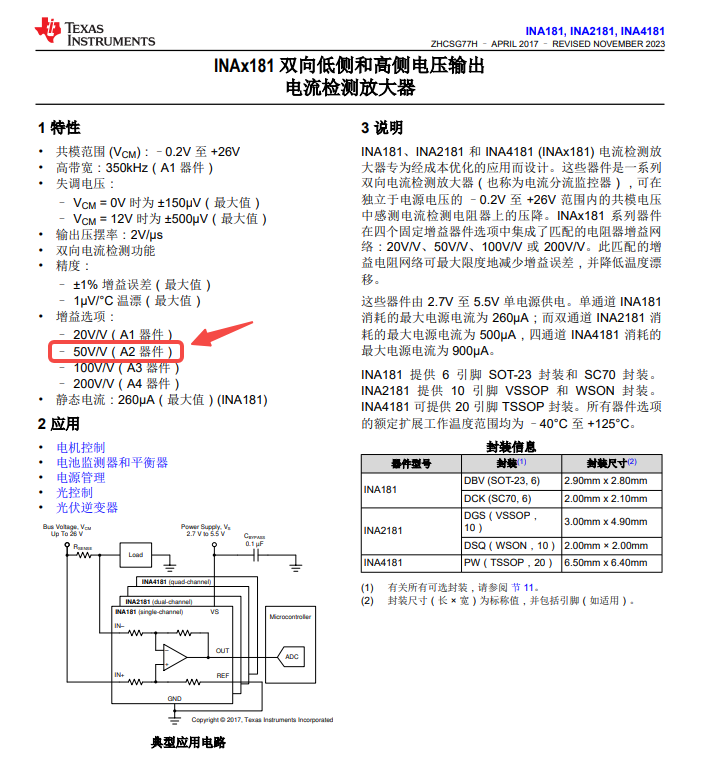 TEXAS
INSTRUMENTS
INA181, INA2181, INA4181
ZHCSG77H – APRIL 2017 – REVISED NOVEMBER 2023
INAx181 双向低侧和高侧电压输出
电流检测放大器
1 特性
• 共模范围 (VCM)：–0.2V 至 +26V
• 高带宽：350kHz（A1 器件）
• 失调电压：
– VCM = 0V 时为 ±150μV（最大值）
– VCM = 12V 时为 ±500μV（最大值）
• 输出压摆率：2V/μs
• 双向电流检测功能
• 精度：
– ±1% 增益误差（最大值）
– 1μV/°C 温漂（最大值）
• 增益选项：
– 20V/V（A1 器件）
– 50V/V（A2 器件）
– 100V/V（A3 器件）
– 200V/V（A4 器件）
• 静态电流：260μA（最大值）(INA181)
2 应用
• 电机控制
• 电池监测器和平衡器
• 电源管理
• 光控制
• 光伏逆变器
Bus Voltage, VCM
Up To 26 V
RSENSE
Load
Power Supply, VS
2.7 V to 5.5 V
CBYPASS
0.1 µF
INA4181 (quad-channel)
INA2181 (dual-channel)
INA181 (single-channel)
VS
Microcontroller
IN–
–
+
OUT
ADC
IN+
REF
GND
Copyright © 2017, Texas Instruments Incorporated
典型应用电路
3 说明
INA181、INA2181 和 INA4181 (INAx181) 电流检测放
大器专为经成本优化的应用而设计。这些器件是一系列
双向电流检测放大器（也称为电流分流监控器），可在
独立于电源电压的 –0.2V 至 +26V 范围内的共模电压
中感测电流检测电阻器上的压降。INAx181 系列器件
在四个固定增益器件选项中集成了匹配的电阻器增益网
络：20V/V、50V/V、100V/V 或 200V/V。此匹配的增
益电阻网络可最大限度地减少增益误差，并降低温度漂
移。
这些器件由 2.7V 至 5.5V 单电源供电。单通道 INA181
消耗的最大电源电流为 260μA；而双通道 INA2181 消
耗的最大电源电流为 500μA，四通道 INA4181 消耗的
最大电源电流为 900μA。
INA181 提供 6 引脚 SOT-23 封装和 SC70 封装。
INA2181 提供 10 引脚 VSSOP 和 WSON 封装。
INA4181 可提供 20 引脚 TSSOP 封装。所有器件选项
的额定扩展工作温度范围均为 –40°C 至 +125°C。
封装信息
器件型号 封装(1) 封装尺寸(2)
INA181 DBV (SOT-23, 6) 2.90mm x 2.80mm
DCK (SC70, 6) 2.00mm x 2.10mm
INA2181 DGS（VSSOP，
10） 3.00mm x 4.90mm
DSQ（WSON，10） 2.00mm × 2.00mm
INA4181 PW（TSSOP，20） 6.50mm x 6.40mm
(1) 有关所有可选封装，请参阅 节 11。
(2) 封装尺寸（长 × 宽）为标称值，并包括引脚（如适用）。